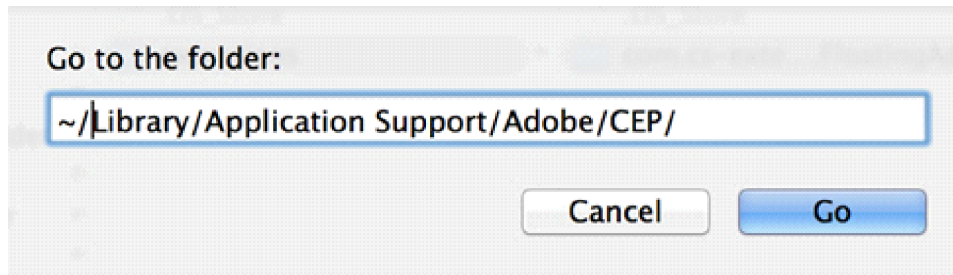 Go to the folder:
~/Library/Application Support/Adobe/CEP/
Cancel Go